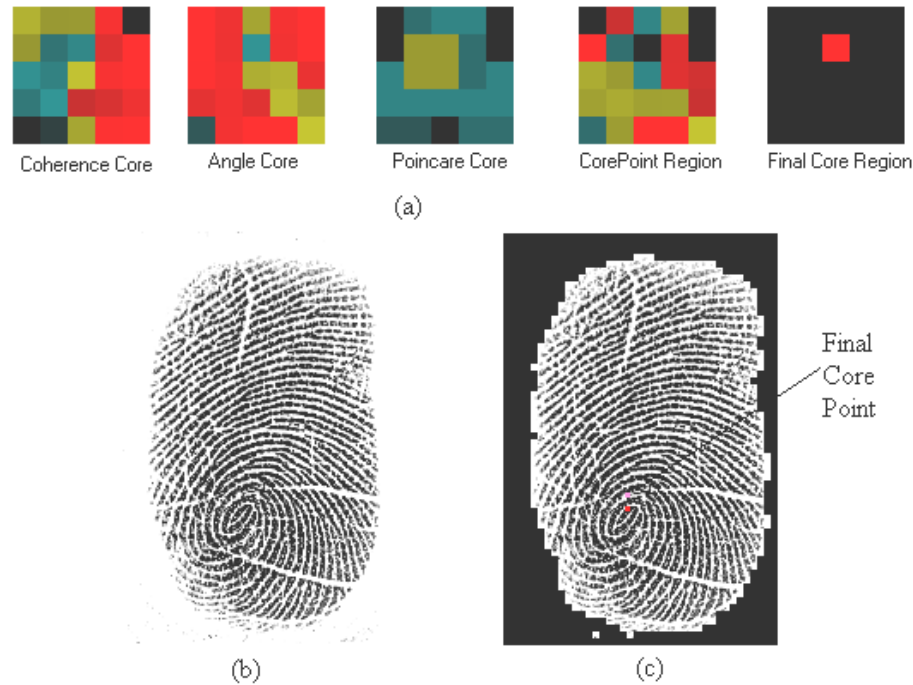 Coherence Core
Angle Core
Poincare Core
CorePoint Region
Final Core Region
(a)
Final
Core
Point
(b)
(c)